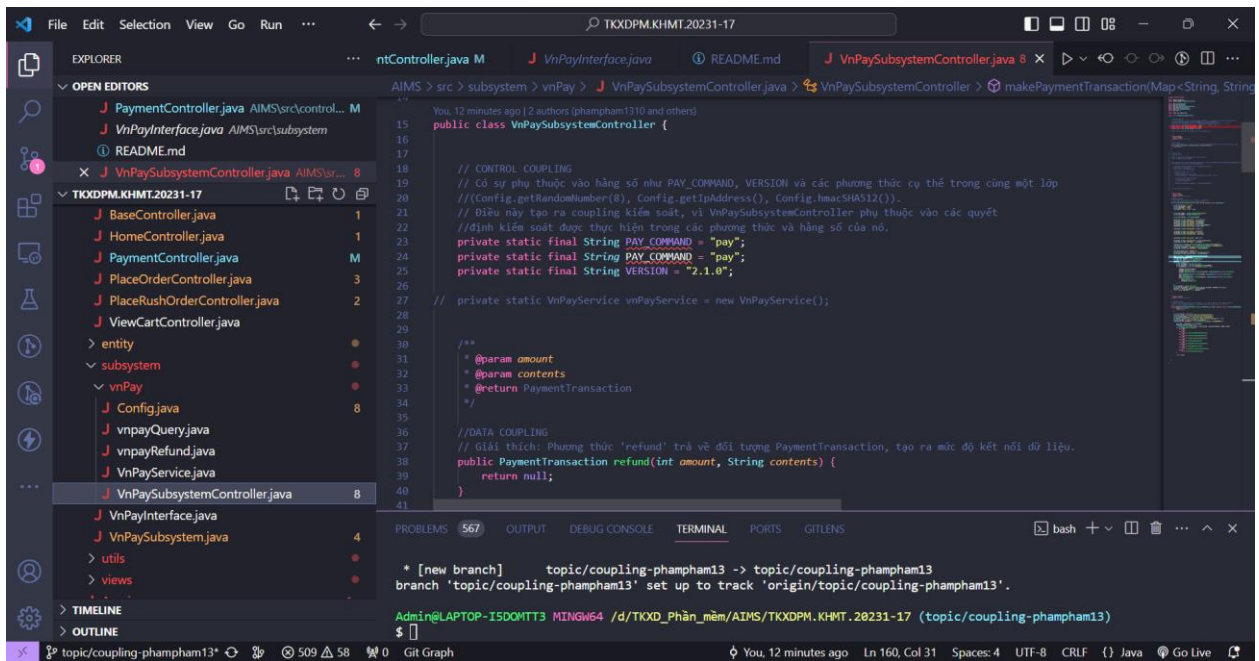 File Edit Selection View Go Run ··· ← → TKXDPM.KHMT.20231-17
EXPLORER ···
OPEN EDITORS
J PaymentController.java AIMS\src\control... M
J VnPayInterface.java AIMS\src\subsystem
README.md
× J VnPaySubsystemController.java AIMS\sr... 8
TKXDPM.KHMT.20231-17
J BaseController.java 1
J HomeController.java 1
J PaymentController.java M
J PlaceOrderController.java 3
J PlaceRushOrderController.java 2
J ViewCartController.java
> entity
subsystem
vnPay
J Config.java 8
J vnpayQuery.java
J vnpayRefund.java
J VnPayService.java
J VnPaySubsystemController.java 8
J VnPayInterface.java
J VnPaySubsystem.java 4
> utils
> views
> TIMELINE
> OUTLINE
ntController.java M J VnPayInterface.java README.md J VnPaySubsystemController.java 8 ×
AIMS > src > subsystem > vnPay > J VnPaySubsystemController.java > VnPaySubsystemController > makePaymentTransaction(Map<String, String
14
You, 12 minutes ago | 2 authors (phampham1310 and others)
15 public class VnPaySubsystemController {
16
17
18 // CONTROL COUPLING
19 // Có sự phụ thuộc vào hằng số như PAY_COMMAND, VERSION và các phương thức cụ thể trong cùng một lớp
20 //(Config.getRandomNumber(8), Config.getIpAddress(), Config.hmacSHA512()).
21 // Điều này tạo ra coupling kiểm soát, vì VnPaySubsystemController phụ thuộc vào các quyết
22 //định kiểm soát được thực hiện trong các phương thức và hằng số của nó.
23 private static final String PAY_COMMAND = "pay";
24 private static final String PAY_COMMAND = "pay";
25 private static final String VERSION = "2.1.0";
26
27 // private static VnPayService vnPayService = new VnPayService();
28
29
30 /**
31 * @param amount
32 * @param contents
33 * @return PaymentTransaction
34 */
35
36 //DATA COUPLING
37 // Giải thích: Phương thức 'refund' trả về đối tượng PaymentTransaction, tạo ra mức độ kết nối dữ liệu.
38 public PaymentTransaction refund(int amount, String contents) {
39 return null;
40 }
41
PROBLEMS 567 OUTPUT DEBUG CONSOLE TERMINAL PORTS GITLENS bash
* [new branch] topic/coupling-phampham13 -> topic/coupling-phampham13
branch 'topic/coupling-phampham13' set up to track 'origin/topic/coupling-phampham13'.
Admin@LAPTOP-I5DOMTT3 MINGW64 /d/TKXD_Phần_mềm/AIMS/TKXDPM.KHMT.20231-17 (topic/coupling-phampham13)
$
topic/coupling-phampham13* 509 58 0 Git Graph You, 12 minutes ago Ln 160, Col 31 Spaces: 4 UTF-8 CRLF {} Java Go Live